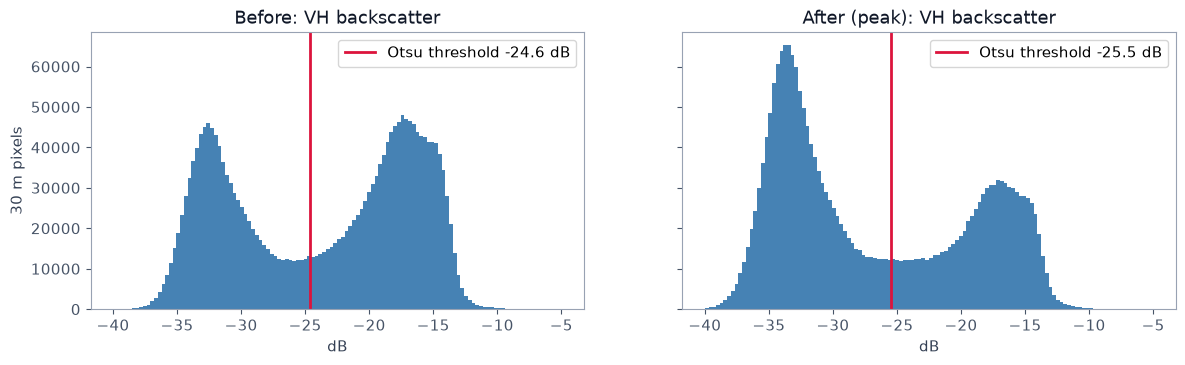 Before: VH backscatter
Otsu threshold -24.6 dB
30 m pixels
60000
50000
40000
30000
20000
10000
0
−40 −35 −30 −25 −20 −15 −10 −5
dB
After (peak): VH backscatter
Otsu threshold -25.5 dB
−40 −35 −30 −25 −20 −15 −10 −5
dB